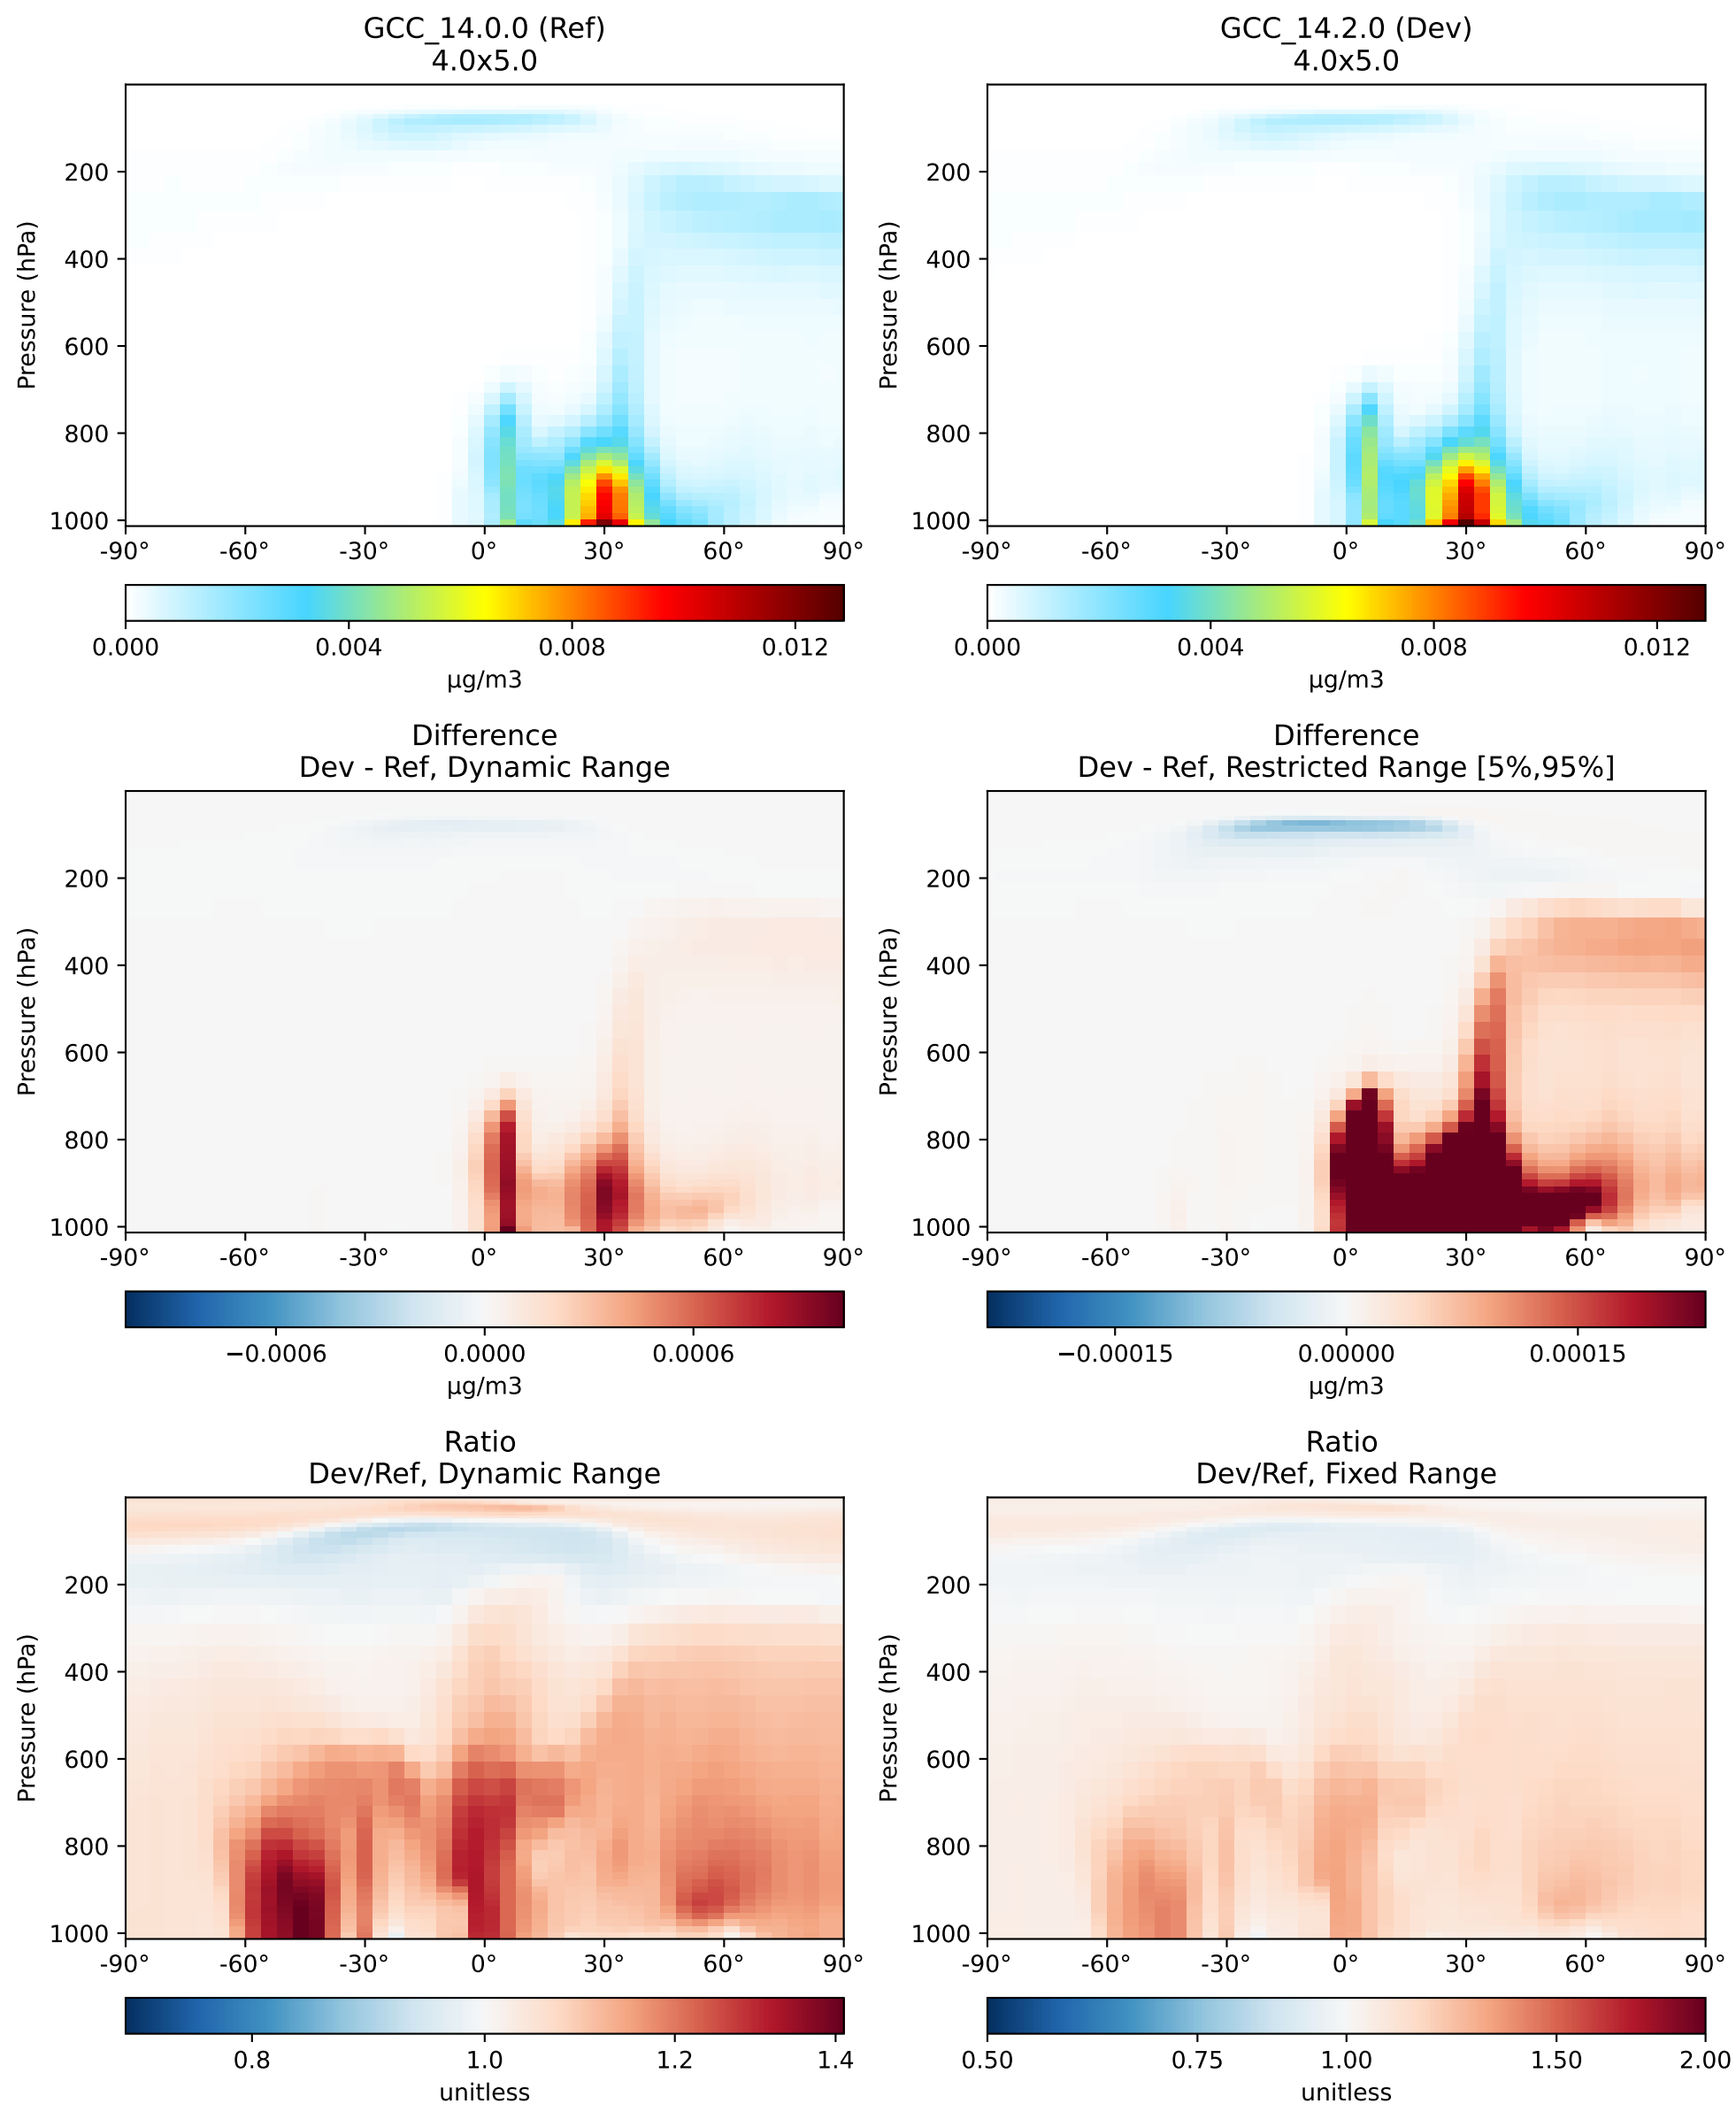 GCC_14.0.0 (Ref)
4.0x5.0
Pressure (hPa)
200
400
600
800
1000
-90° -60° -30° 0° 30° 60° 90°
0.000 0.004 0.008 0.012
μg/m3
GCC_14.2.0 (Dev)
4.0x5.0
Pressure (hPa)
200
400
600
800
1000
-90° -60° -30° 0° 30° 60° 90°
0.000 0.004 0.008 0.012
μg/m3
Difference
Dev - Ref, Dynamic Range
Pressure (hPa)
200
400
600
800
1000
-90° -60° -30° 0° 30° 60° 90°
−0.0006 0.0000 0.0006
μg/m3
Difference
Dev - Ref, Restricted Range [5%,95%]
Pressure (hPa)
200
400
600
800
1000
-90° -60° -30° 0° 30° 60° 90°
−0.00015 0.00000 0.00015
μg/m3
Ratio
Dev/Ref, Dynamic Range
Pressure (hPa)
200
400
600
800
1000
-90° -60° -30° 0° 30° 60° 90°
0.8 1.0 1.2 1.4
unitless
Ratio
Dev/Ref, Fixed Range
Pressure (hPa)
200
400
600
800
1000
-90° -60° -30° 0° 30° 60° 90°
0.50 0.75 1.00 1.50 2.00
unitless